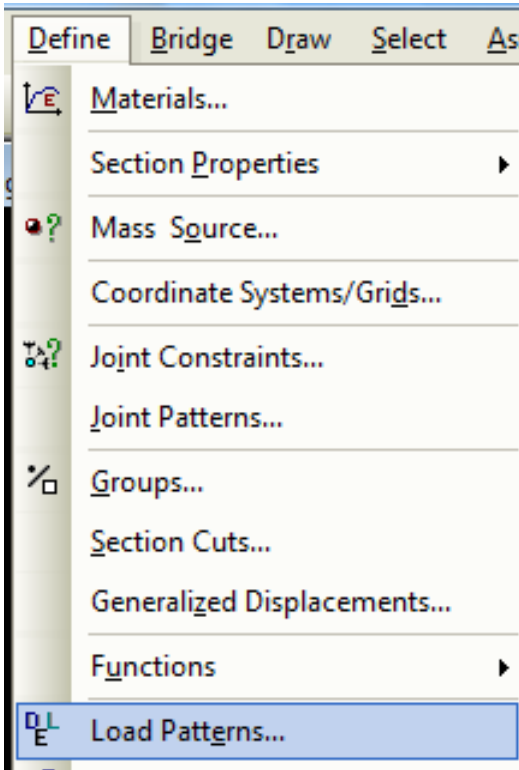 Define Bridge Draw Select As
Materials...
Section Properties
Mass Source...
Coordinate Systems/Grids...
Joint Constraints...
Joint Patterns...
Groups...
Section Cuts...
Generalized Displacements...
Functions
Load Patterns...